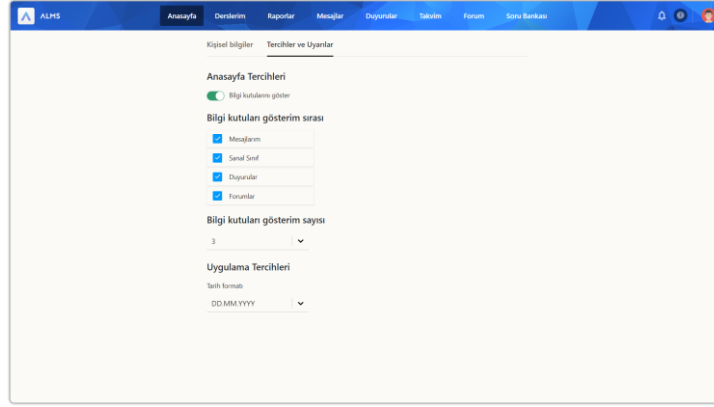 ALMS Anasayfa Derslerim Raporlar Mesajlar Duyurular Takvim Forum Soru Bankası
Kişisel bilgiler Tercihler ve Uyarılar
Anasayfa Tercihleri
Bilgi kutularını göster
Bilgi kutuları gösterim sırası
Mesajlarım
Sanal Sınıf
Duyurular
Forumlar
Bilgi kutuları gösterim sayısı
3
Uygulama Tercihleri
Tarih formatı
DD.MM.YYYY